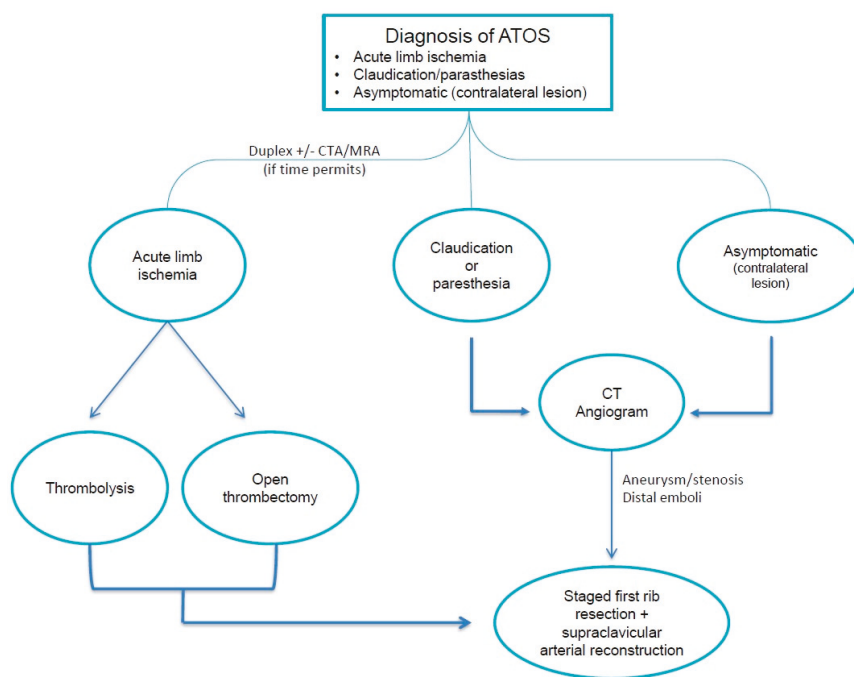 Diagnosis of ATOS
• Acute limb ischemia
• Claudication/parasthesias
• Asymptomatic (contralateral lesion)
Duplex +/- CTA/MRA
(if time permits)
Acute limb
ischemia
Claudication
or
paresthesia
Asymptomatic
(contralateral
lesion)
CT
Angiogram
Thrombolysis
Open
thrombectomy
Aneurysm/stenosis
Distal emboli
Staged first rib
resection +
supraclavicular
arterial reconstruction